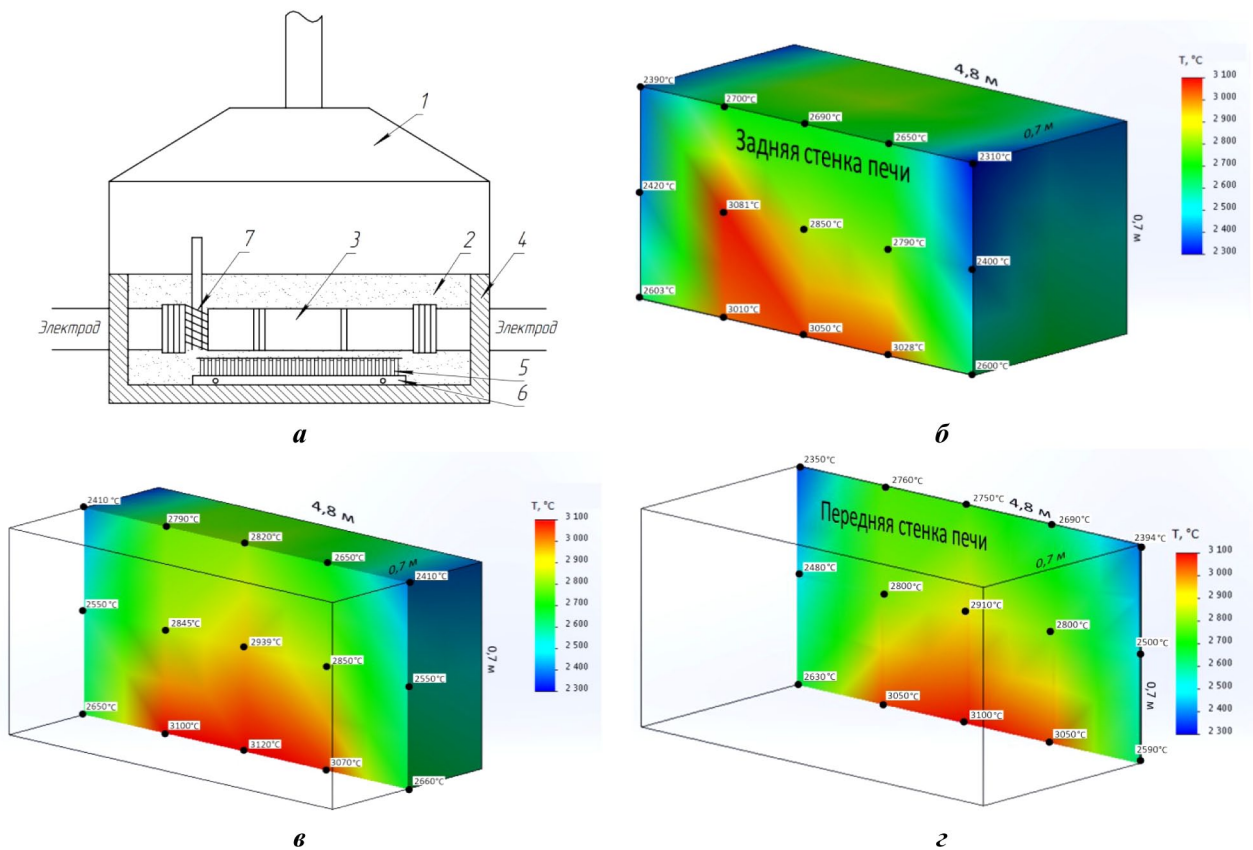 1
7
3
2
4
Электрод
Электрод
5
6
а
4,8 м
2390°C
2700°C
2690°C
2650°C
0,7 м
2310°C
Задняя стенка печи
2420°C
3081°C
2850°C
2790°C
2400°C
0,7 м
2603°C
3010°C
3050°C
3028°C
2600°C
T, °C
3 100
3 000
2 900
2 800
2 700
2 600
2 500
2 400
2 300
б
2410°C
4,8 м
2790°C
2820°C
2650°C
0,7 м
2410°C
2550°C
2845°C
2939°C
2850°C
2550°C
0,7 м
2650°C
3100°C
3120°C
3070°C
2660°C
T, °C
3 100
3 000
2 900
2 800
2 700
2 600
2 500
2 400
2 300
в
2350°C
2760°C
2750°C
4,8 м
2690°C
2394°C
Передняя стенка печи
0,7 м
2480°C
2800°C
2910°C
2800°C
2500°C
0,7 м
2630°C
3050°C
3100°C
3050°C
2590°C
T, °C
3 100
3 000
2 900
2 800
2 700
2 600
2 500
2 400
2 300
г